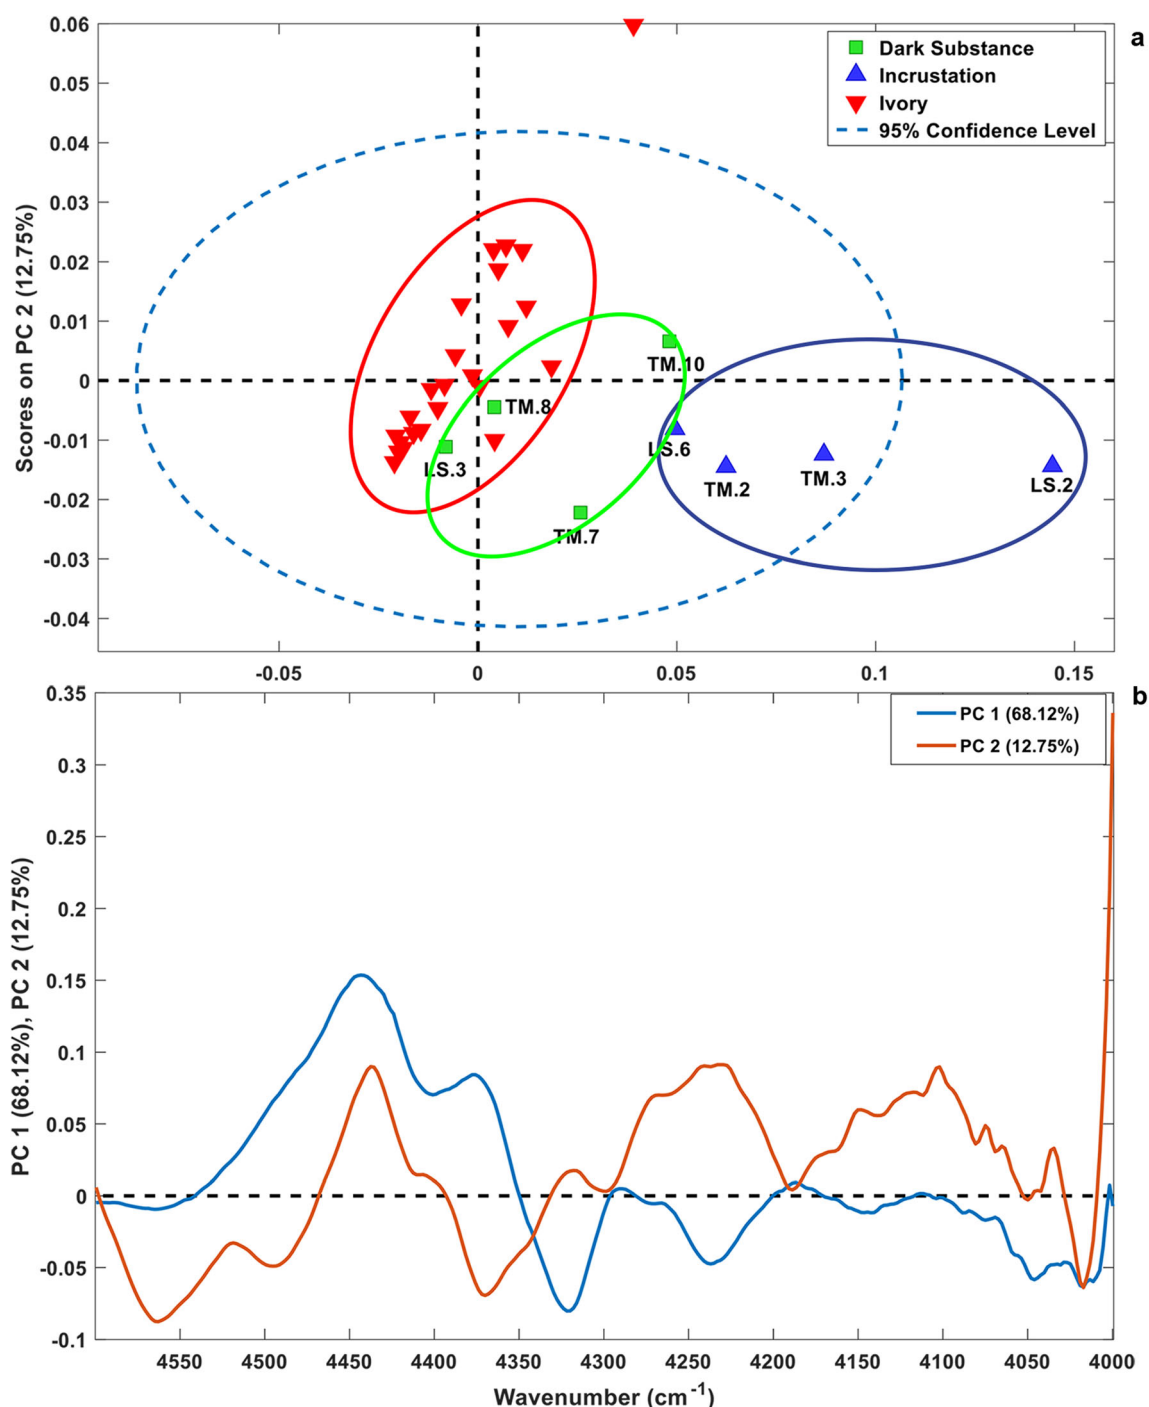 a
Dark Substance
Incrustation
Ivory
95% Confidence Level
0.06
0.05
0.04
0.03
0.02
0.01
0
-0.01
-0.02
-0.03
-0.04
Scores on PC 2 (12.75%)
TM.10
TM.8
LS.6
LS.3
TM.2
TM.3
LS.2
TM.7
-0.05
0
0.05
0.1
0.15
b
PC 1 (68.12%)
PC 2 (12.75%)
0.35
0.3
0.25
0.2
0.15
0.1
0.05
0
-0.05
-0.1
PC 1 (68.12%), PC 2 (12.75%)
4550
4500
4450
4400
4350
4300
4250
4200
4150
4100
4050
4000
Wavenumber (cm⁻¹)